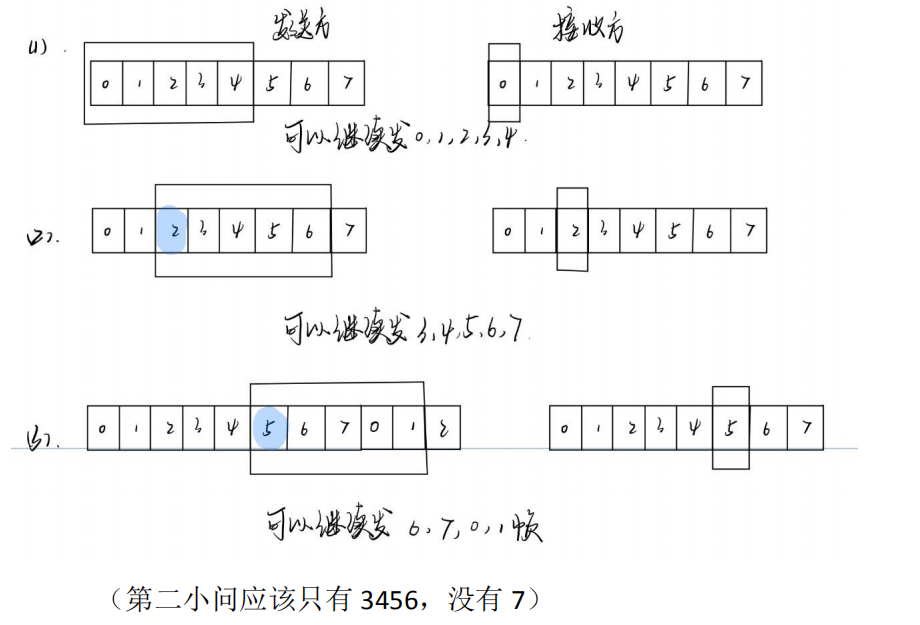 (1). 发送方 接收方
0 1 2 3 4 5 6 7 0 1 2 3 4 5 6 7
可以继续发0,1,2,3,4.
(2). 0 1 2 3 4 5 6 7 0 1 2 3 4 5 6 7
可以继续发3,4,5,6,7.
(3). 0 1 2 3 4 5 6 7 0 1 2 0 1 2 3 4 5 6 7
可以继续发 6,7,0,1帧
（第二小问应该只有 3456，没有 7）